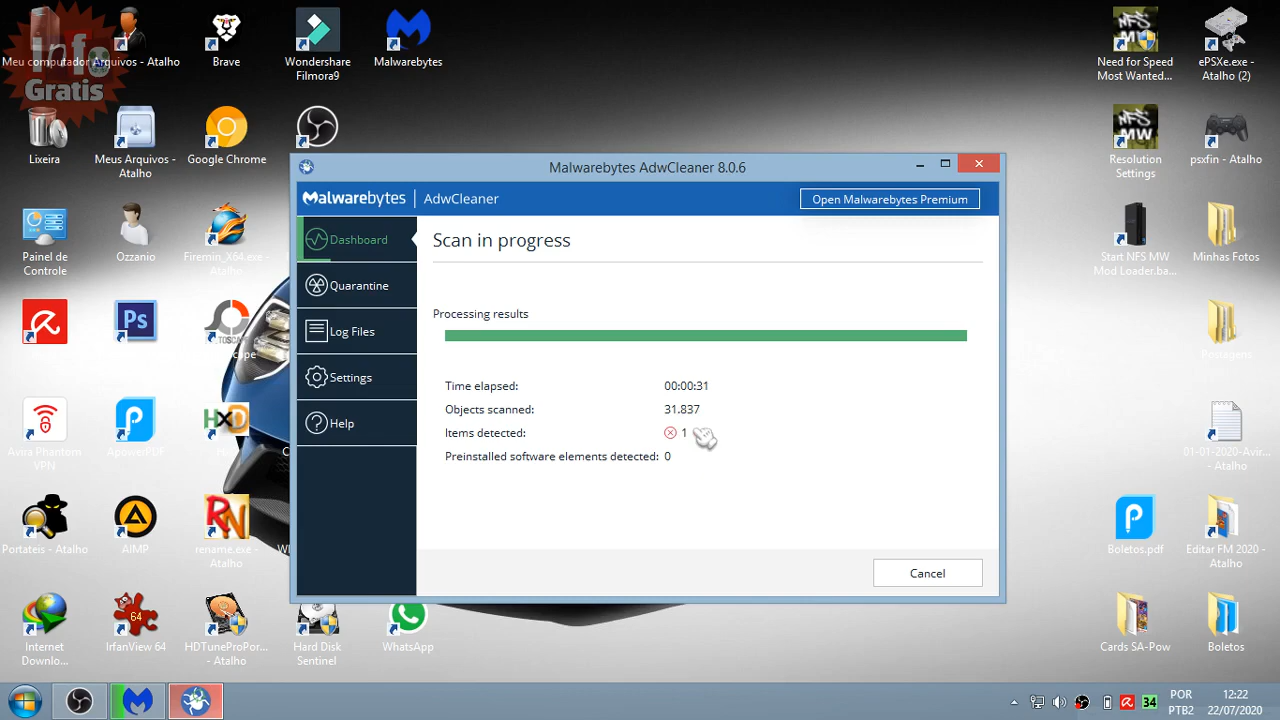 Info
Gratis
Meu computador
Arquivos - Atalho
Brave
Wondershare
Filmora9
Malwarebytes
Need for Speed
Most Wanted...
ePSXe.exe -
Atalho (2)
Lixeira
Meus Arquivos -
Atalho
Google Chrome
Resolution
Settings
psxfin - Atalho
Malwarebytes AdwCleaner 8.0.6
Malwarebytes | AdwCleaner
Open Malwarebytes Premium
Dashboard
Quarantine
Log Files
Settings
Help
Scan in progress
Processing results
Time elapsed: 00:00:31
Objects scanned: 31.837
Items detected: 1
Preinstalled software elements detected: 0
Cancel
Painel de
Controle
Ozzanio
Firemin_X64.exe -
Atalho
Start NFS MW
Mod Loader.ba...
Minhas Fotos
Ps
Postagens
Avira Phantom
VPN
ApowerPDF
HxD
01-01-2020-Avir...
- Atalho
Portateis - Atalho
AIMP
RN
rename.exe -
Atalho
Boletos.pdf
Editar FM 2020 -
Atalho
64
Internet
Downlo...
IrfanView 64
HDTuneProPor...
- Atalho
Hard Disk
Sentinel
WhatsApp
Cards SA-Pow
Boletos
34
POR
PTB2
12:22
22/07/2020